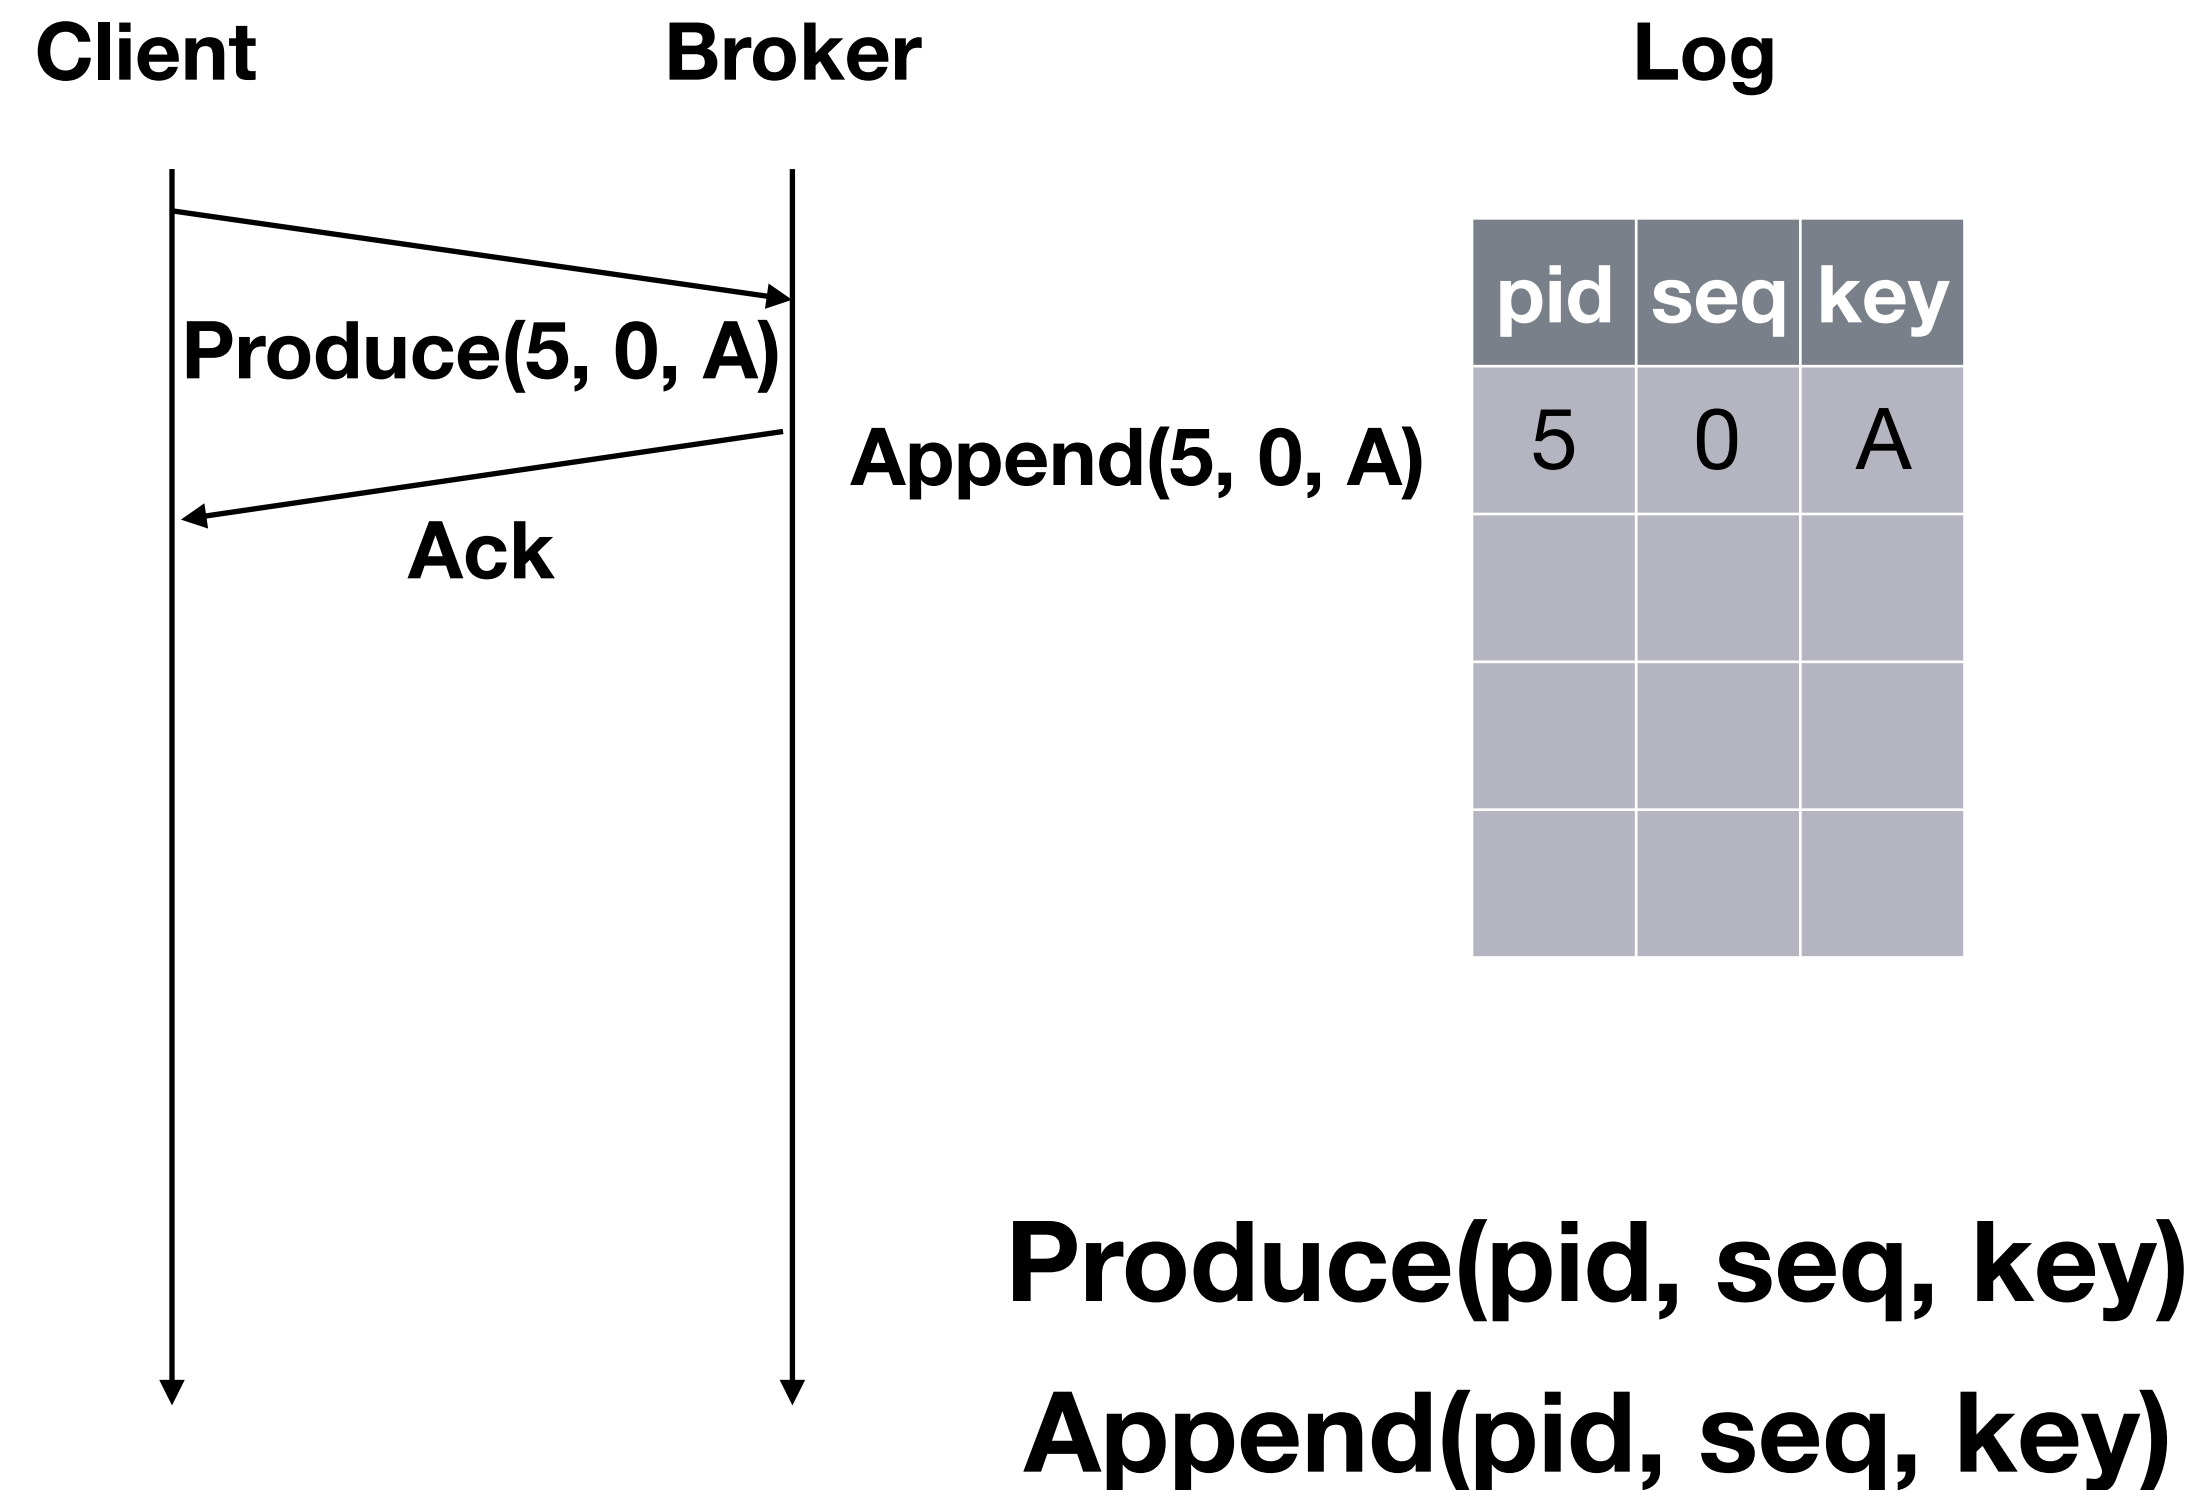 Client Broker Log
pid seq key
Produce(5, 0, A)
Append(5, 0, A) 5 0 A
Ack
Produce(pid, seq, key)
Append(pid, seq, key)